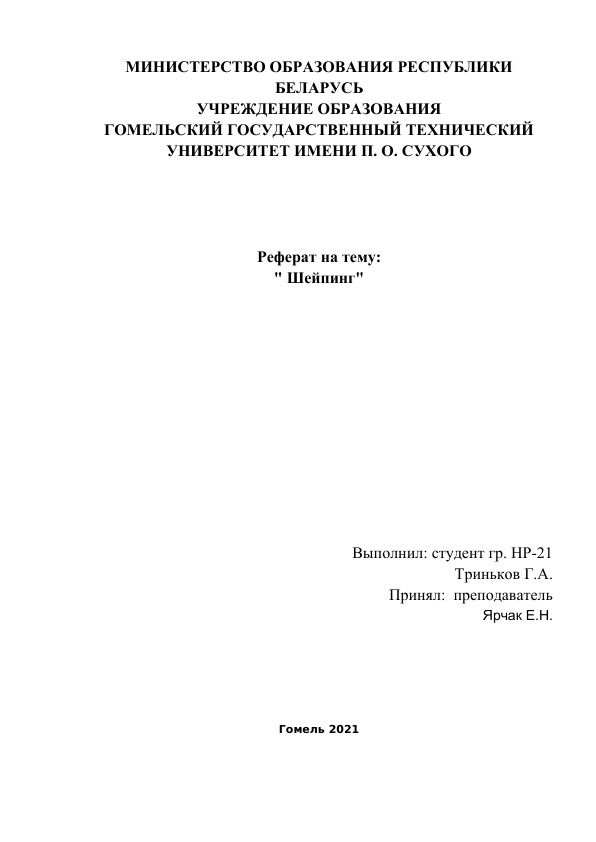 МИНИСТЕРСТВО ОБРАЗОВАНИЯ РЕСПУБЛИКИ
БЕЛАРУСЬ
УЧРЕЖДЕНИЕ ОБРАЗОВАНИЯ
ГОМЕЛЬСКИЙ ГОСУДАРСТВЕННЫЙ ТЕХНИЧЕСКИЙ
УНИВЕРСИТЕТ ИМЕНИ П. О. СУХОГО
Реферат на тему:
" Шейпинг"
Выполнил: студент гр. НР-21
Триньков Г.А.
Принял:  преподаватель
Ярчак Е.Н.
Гомель 2021